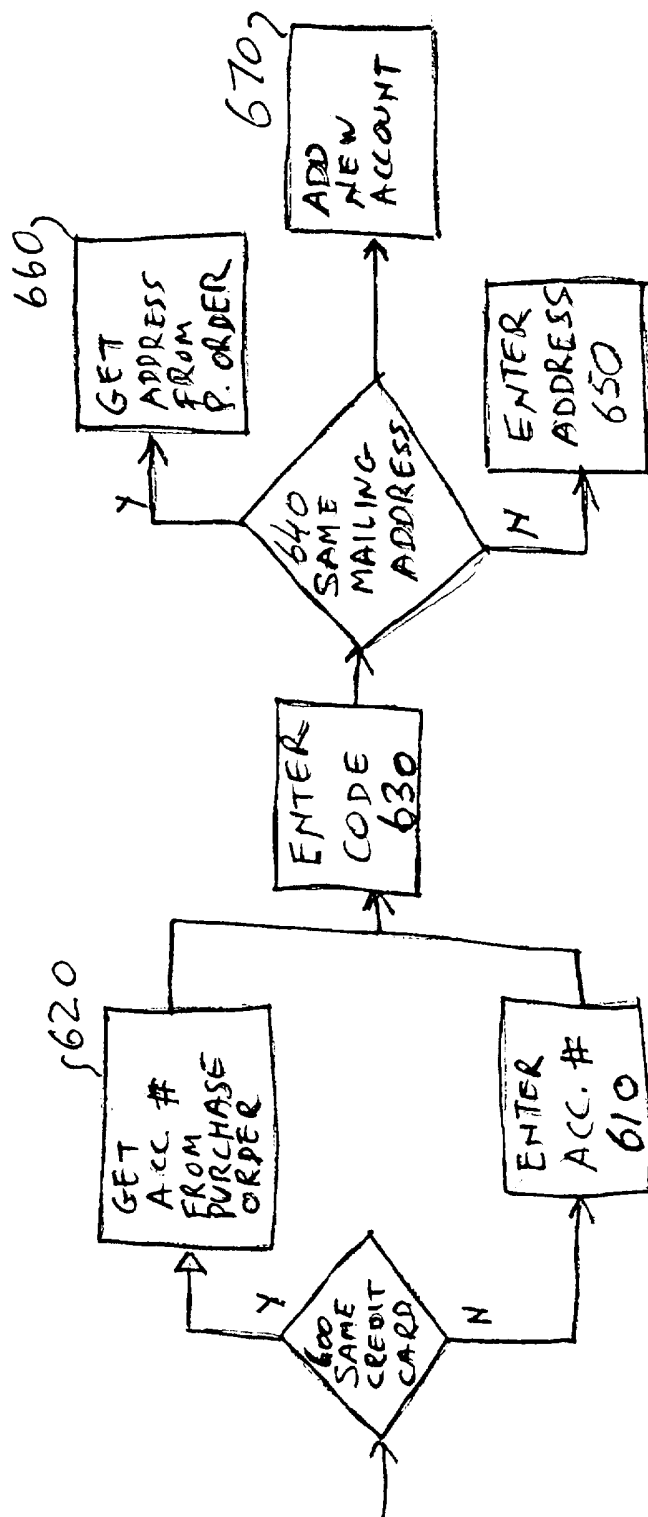 600
SAME
CREDIT
CARD
Y
N
620
GET
ACC. #
FROM
PURCHASE
ORDER
ENTER
ACC. #
610
ENTER
CODE
630
640
SAME
MAILING
ADDRESS
Y
N
660
GET
ADDRESS
FROM
P. ORDER
ENTER
ADDRESS
650
670
ADD
NEW
ACCOUNT